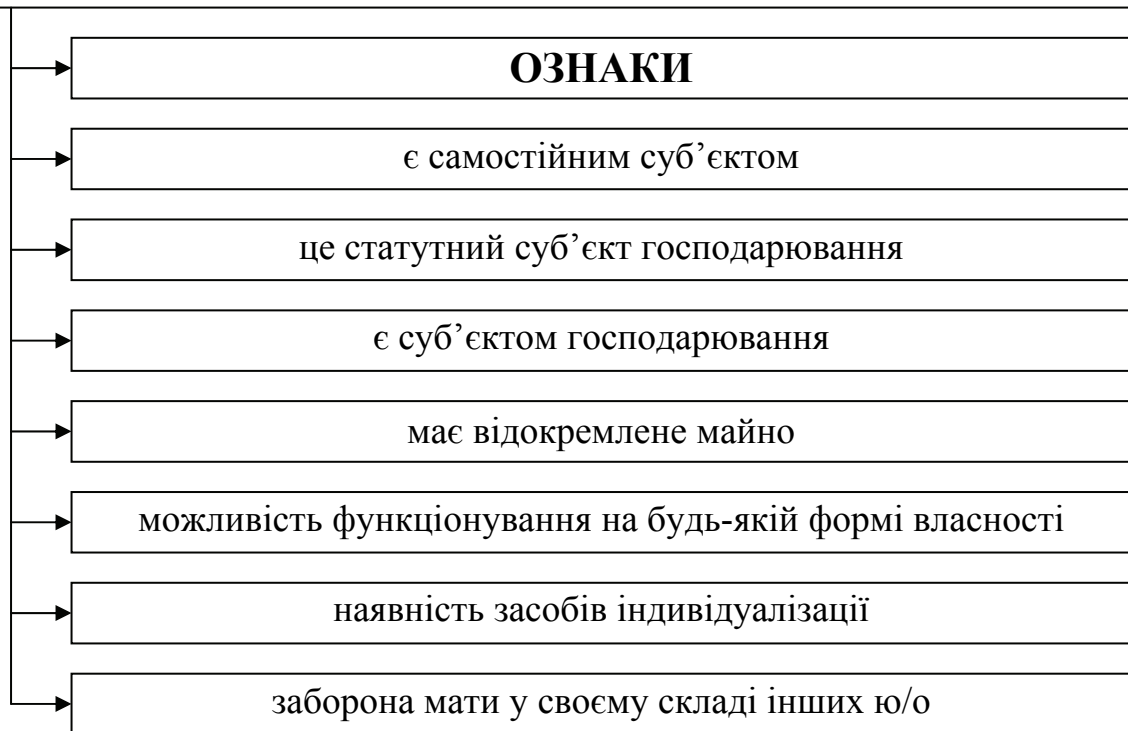 ОЗНАКИ
є самостійним суб’єктом
це статутний суб’єкт господарювання
є суб’єктом господарювання
має відокремлене майно
можливість функціонування на будь-якій формі власності
наявність засобів індивідуалізації
заборона мати у своєму складі інших ю/о